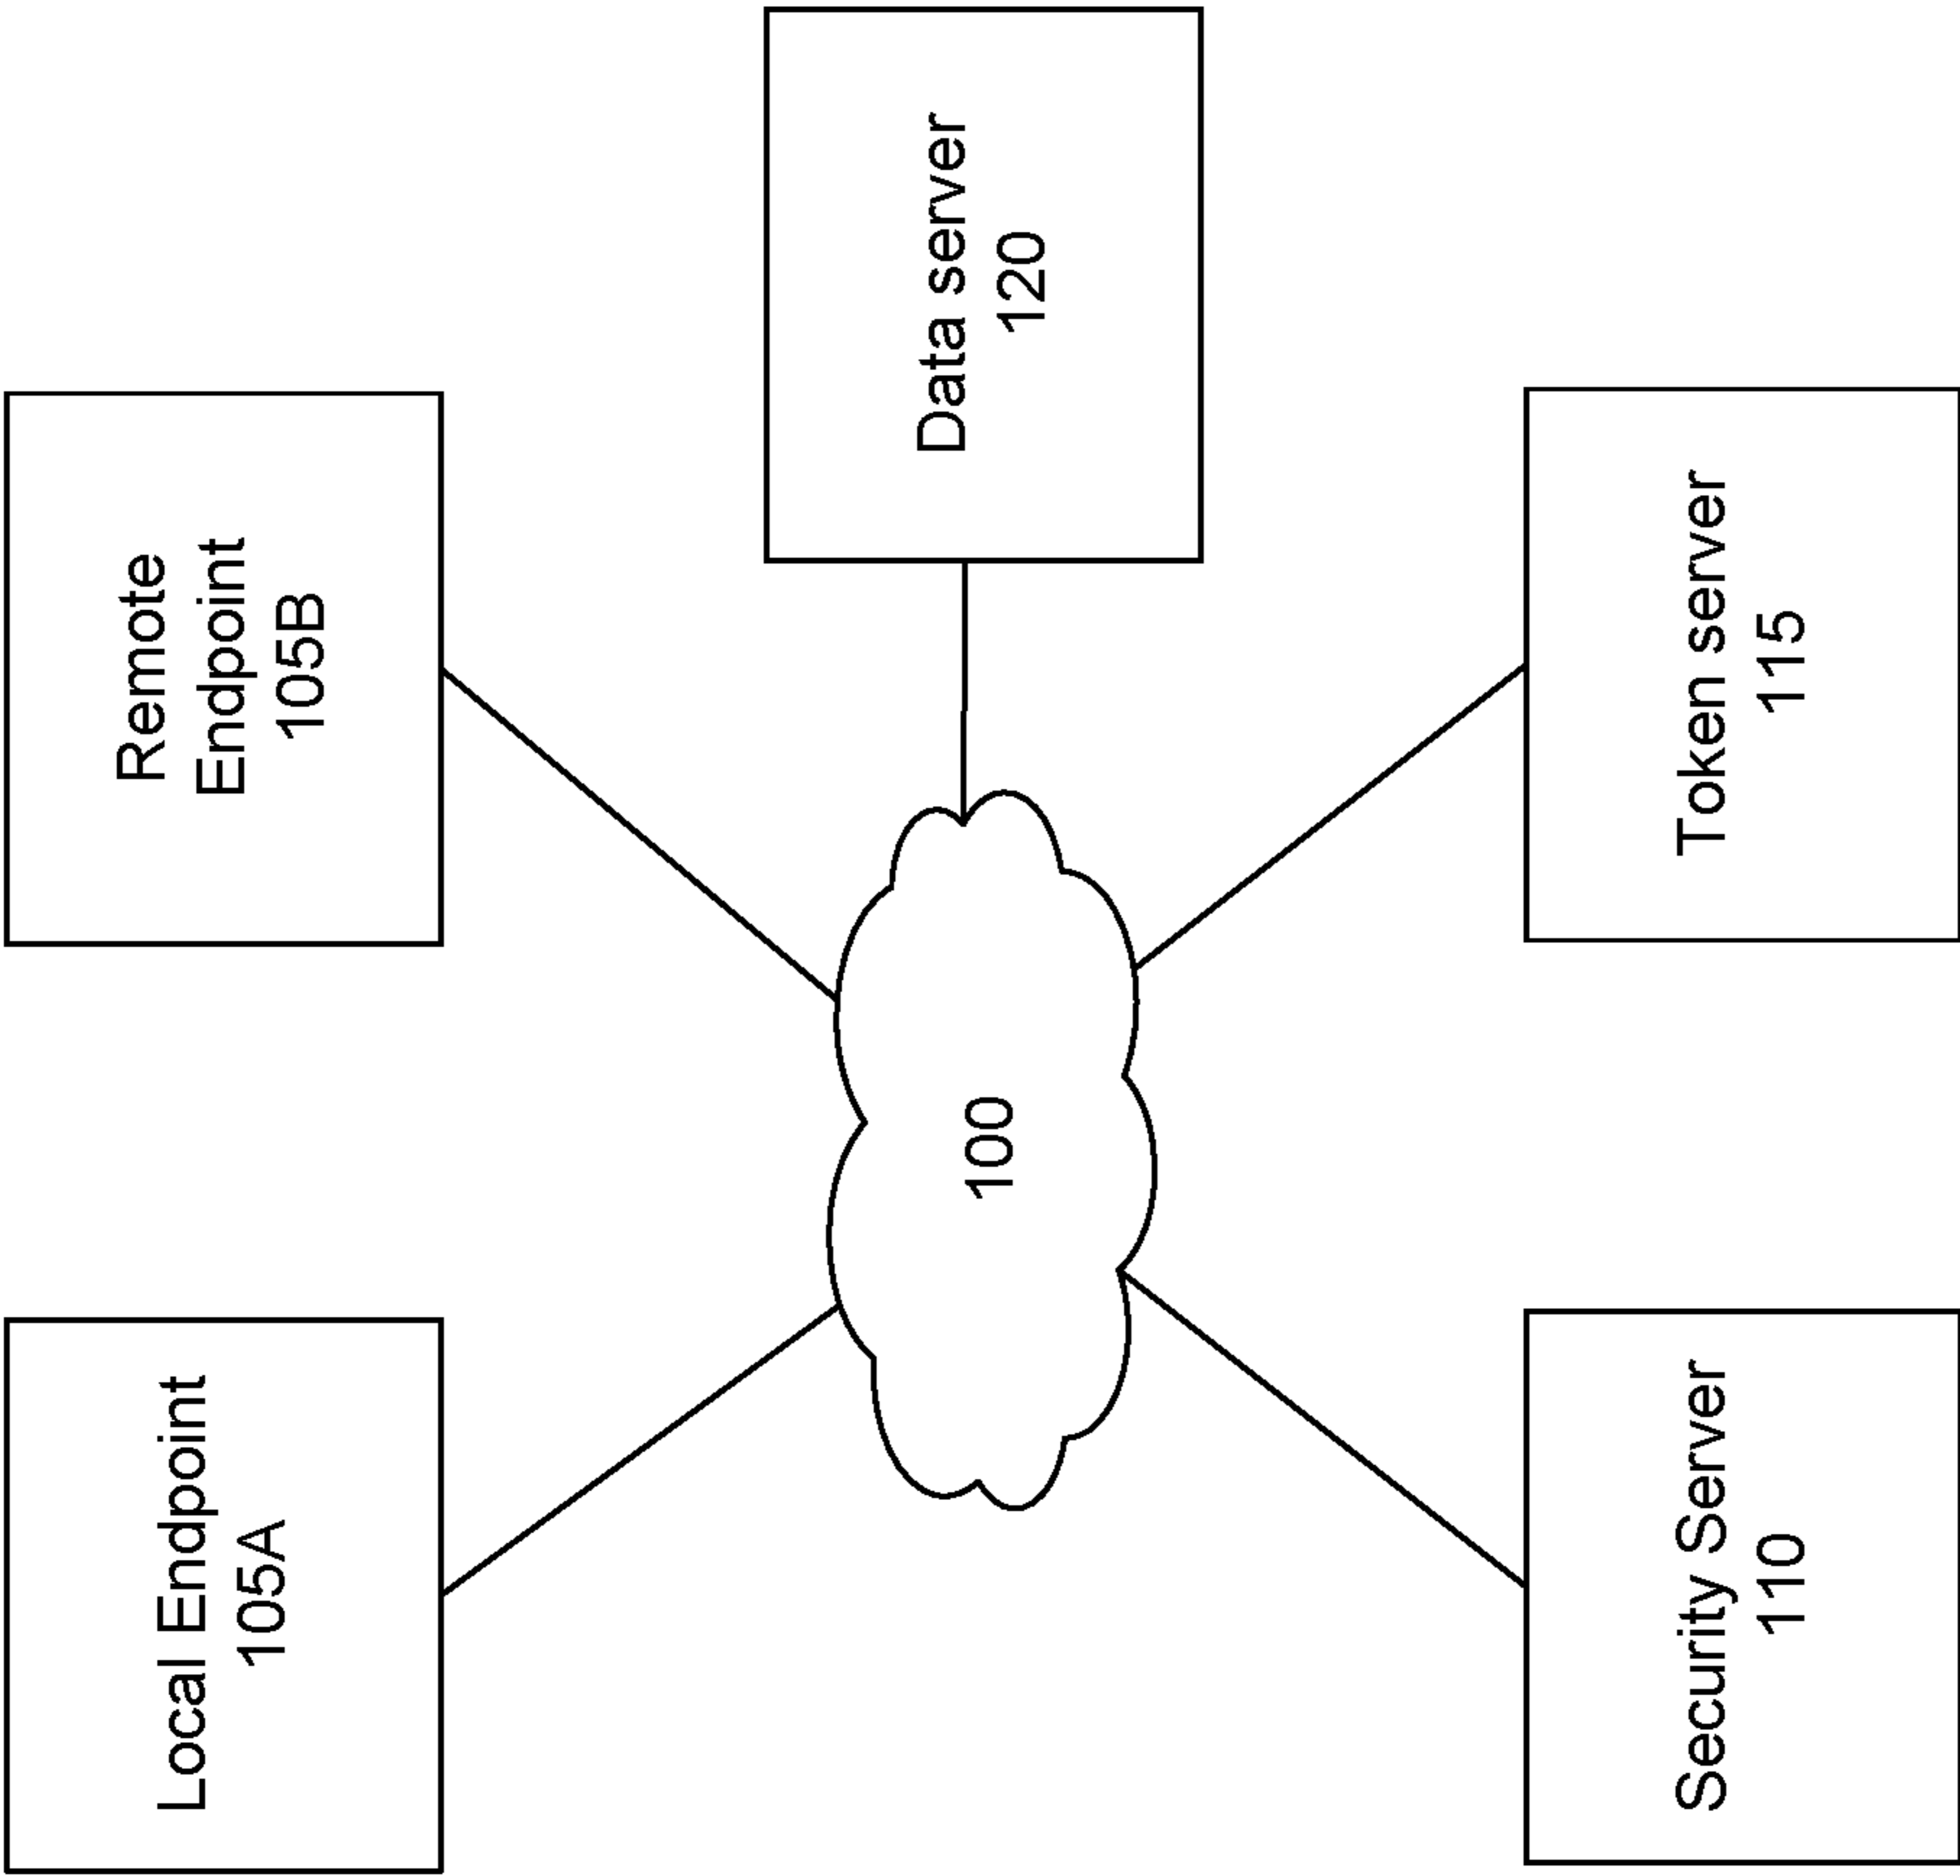 Local Endpoint
105A
Remote
Endpoint
105B
100
Data server
120
Security Server
110
Token server
115